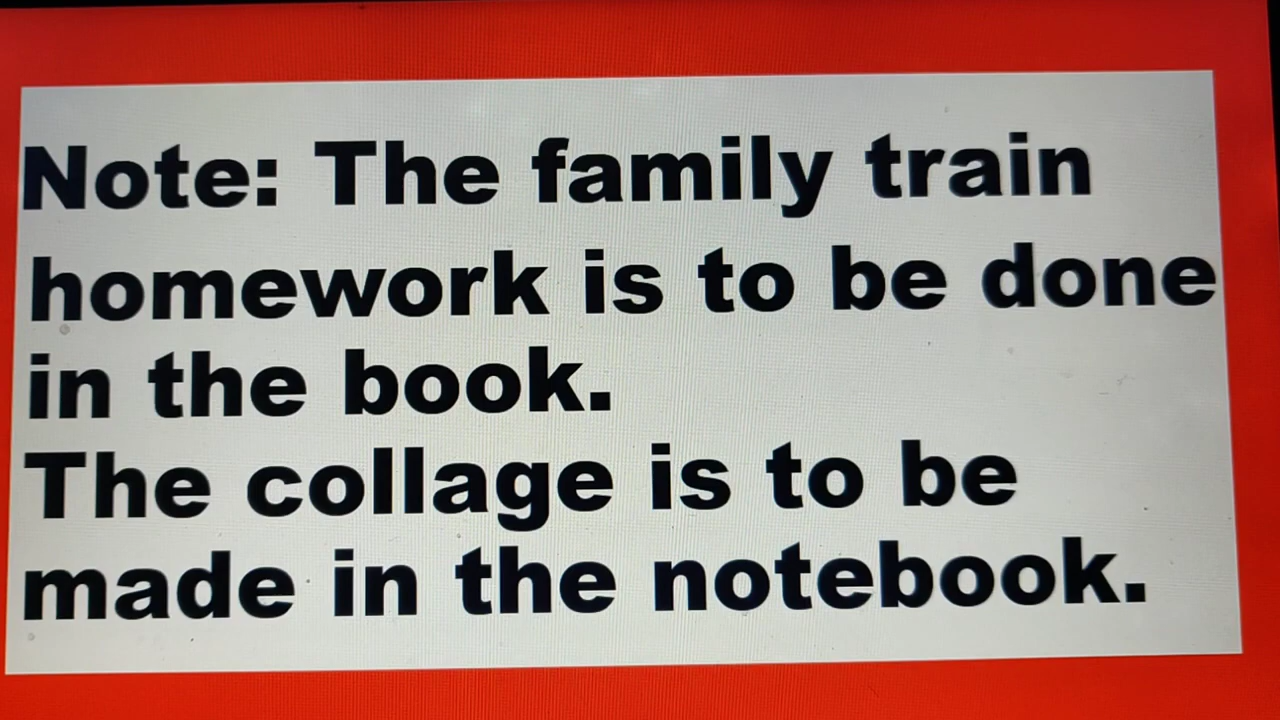 Note: The family train
homework is to be done
in the book.
The collage is to be
made in the notebook.